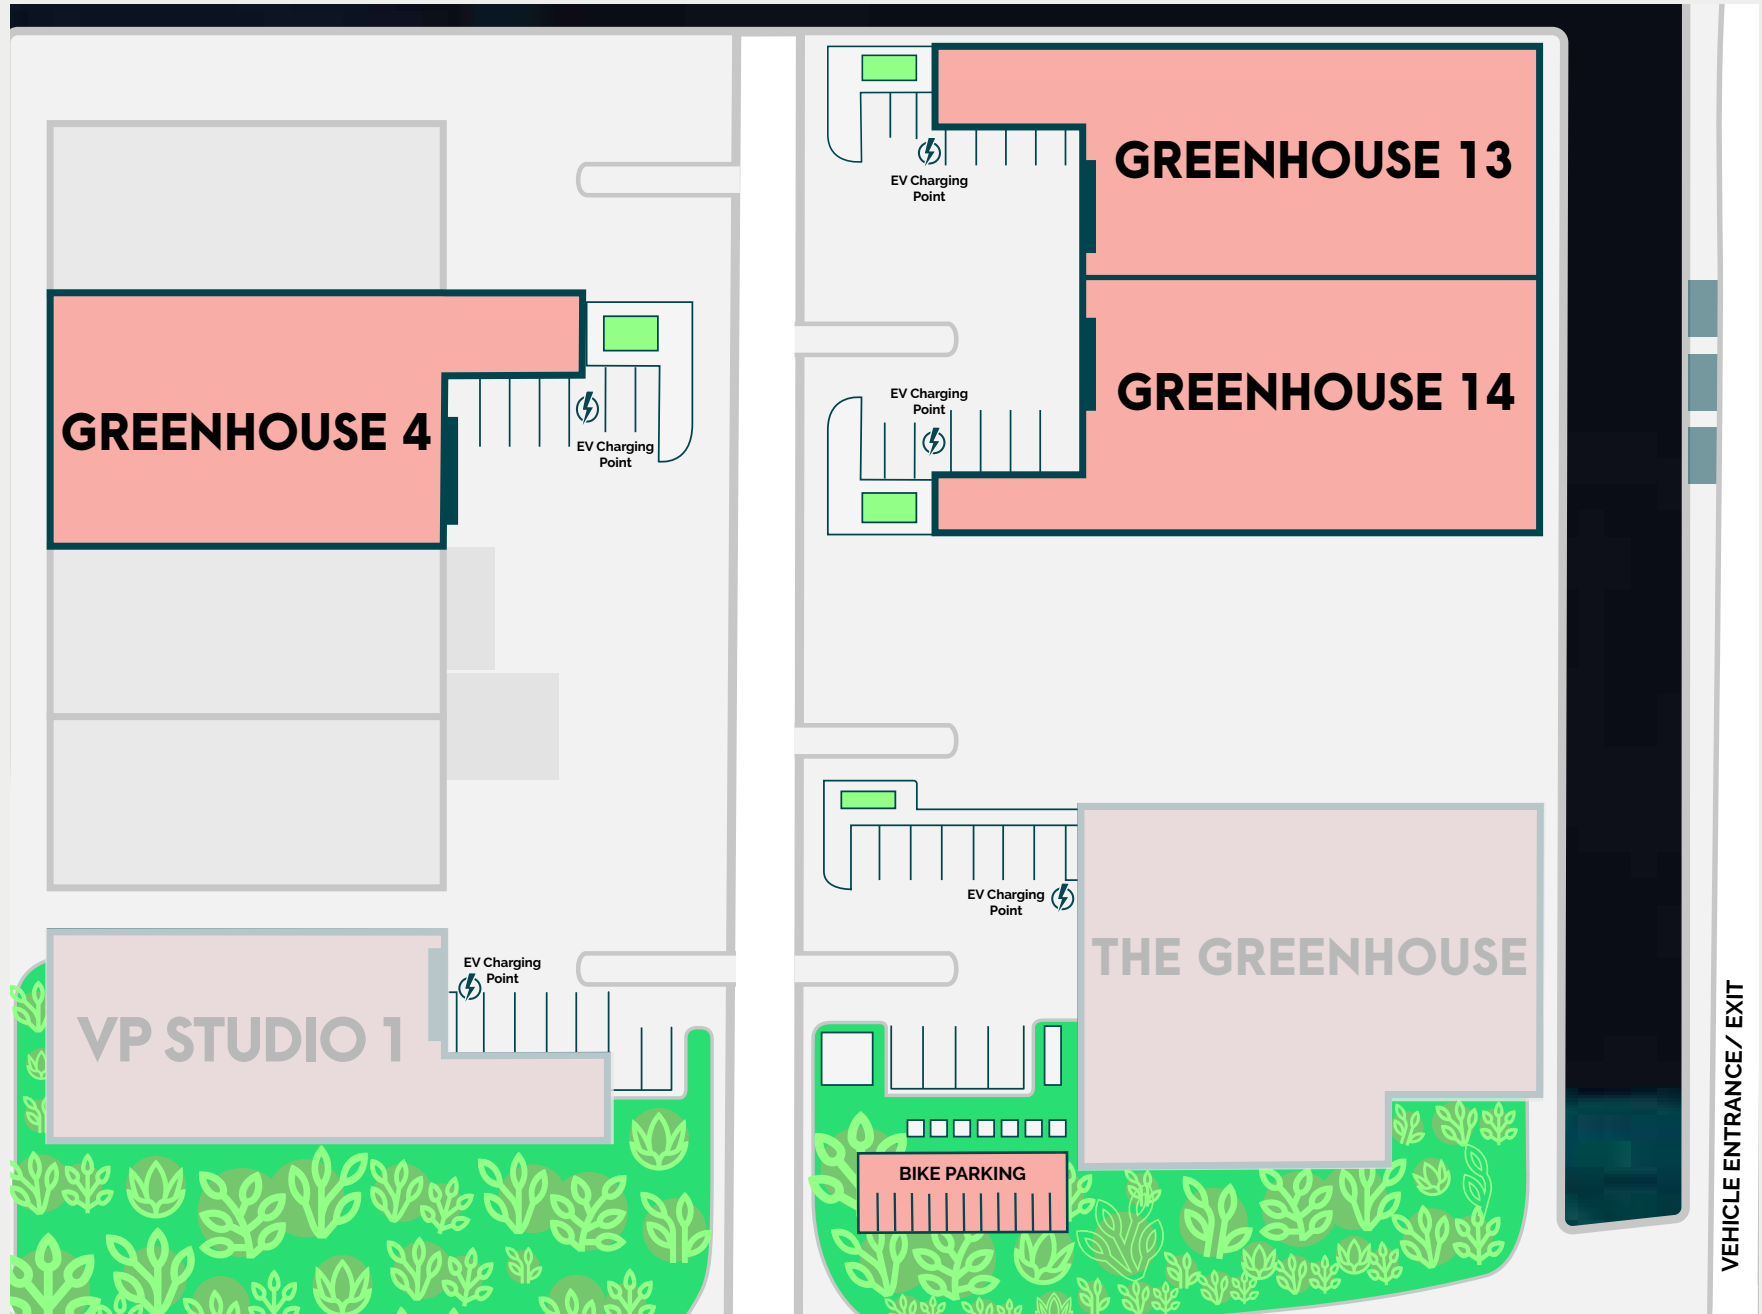 GREENHOUSE 13
EV Charging
Point
GREENHOUSE 14
EV Charging
Point
GREENHOUSE 4
EV Charging
Point
EV Charging
Point
THE GREENHOUSE
EV Charging
Point
VP STUDIO 1
BIKE PARKING
VEHICLE ENTRANCE/ EXIT